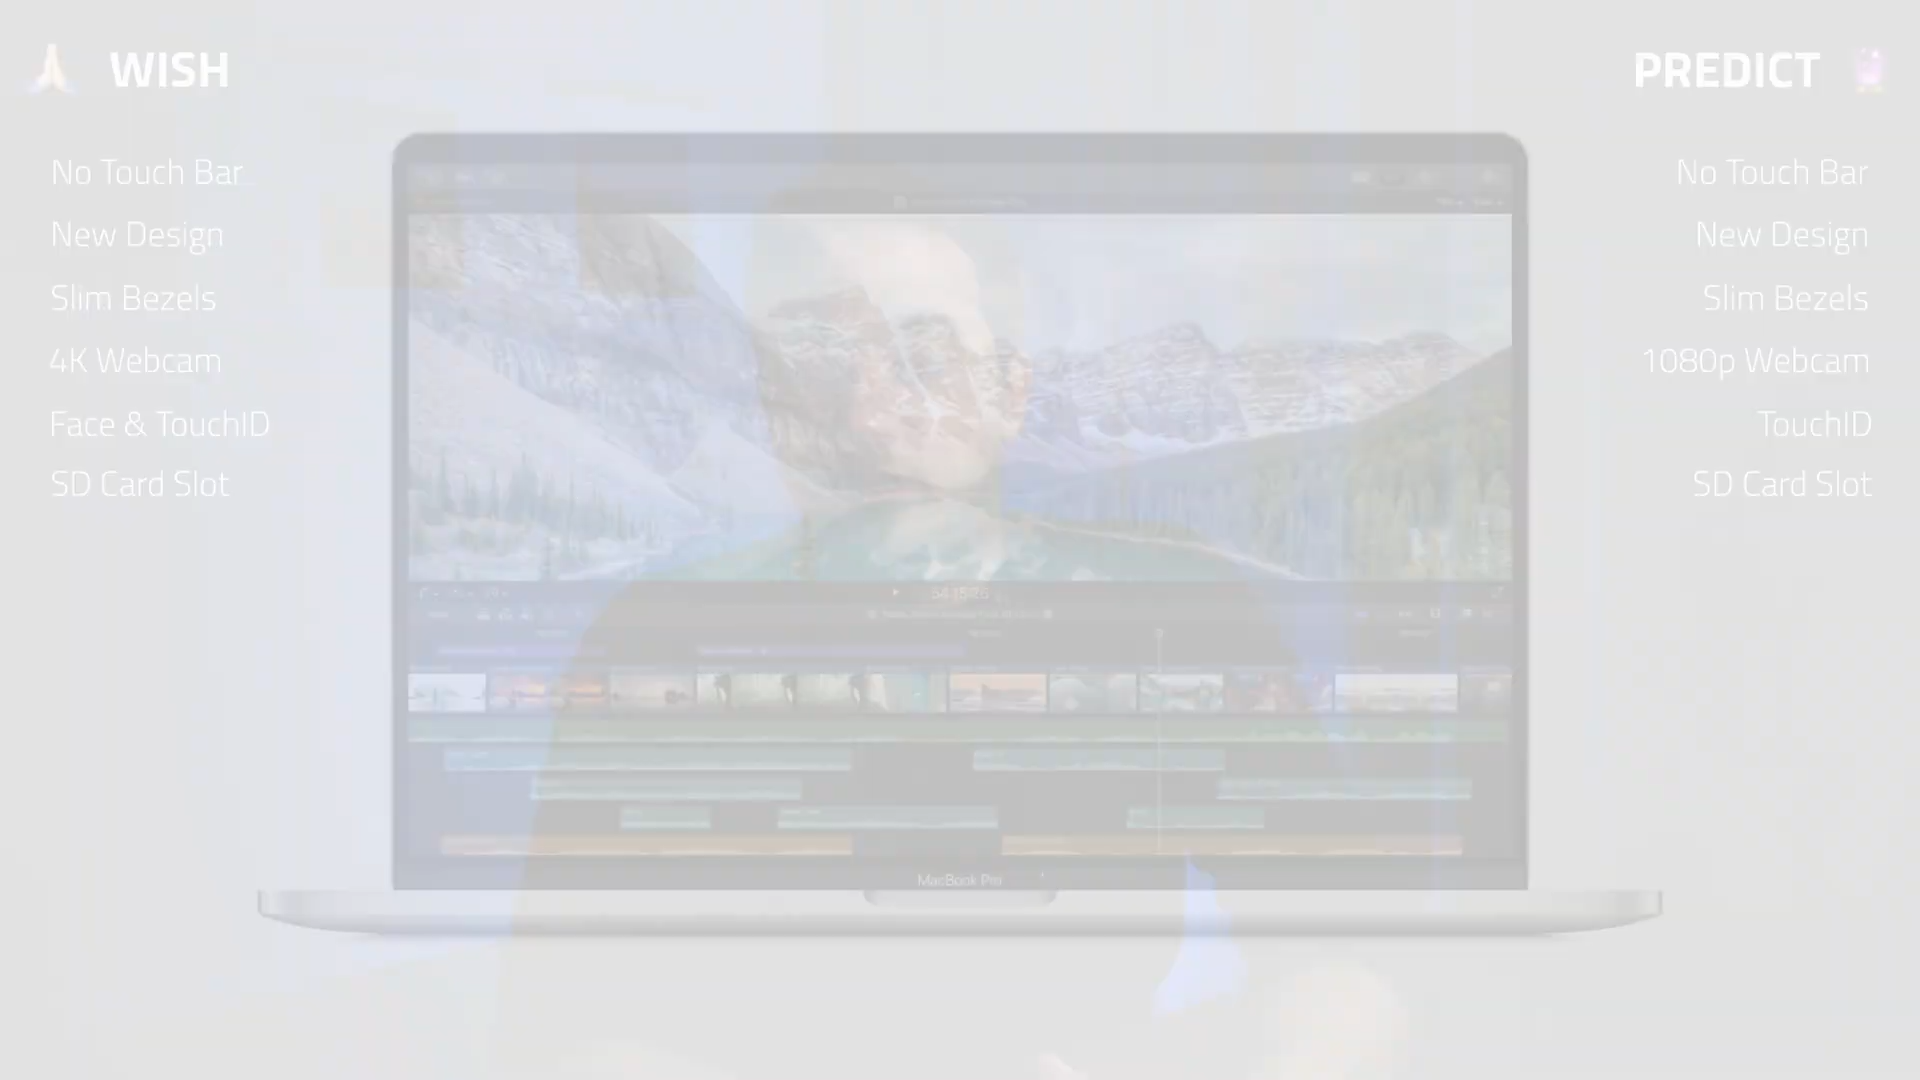 WISH
No Touch Bar
New Design
Slim Bezels
4K Webcam
Face & TouchID
SD Card Slot
PREDICT
No Touch Bar
New Design
Slim Bezels
1080p Webcam
TouchID
SD Card Slot
MacBook Pro